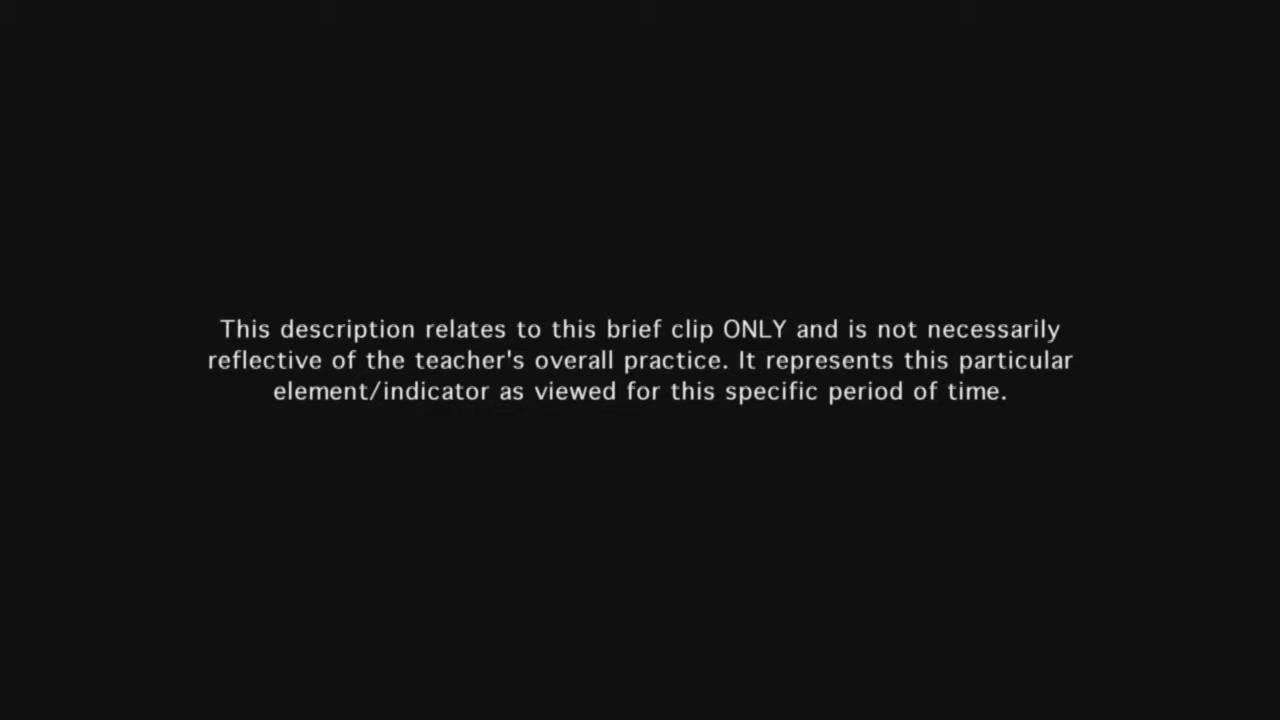 This description relates to this brief clip ONLY and is not necessarily
reflective of the teacher's overall practice. It represents this particular
element/indicator as viewed for this specific period of time.